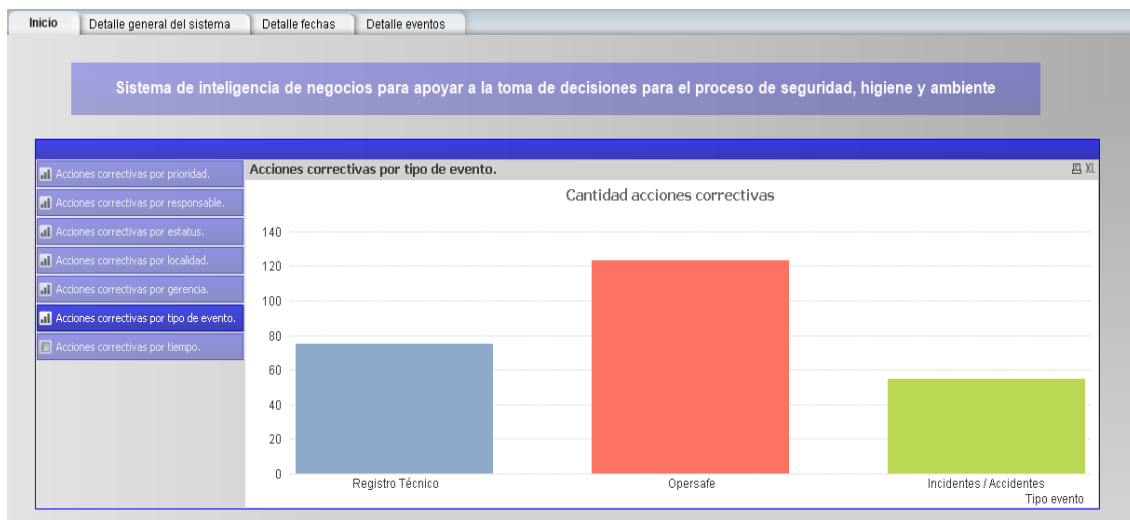 Inicio Detalle general del sistema Detalle fechas Detalle eventos
Sistema de inteligencia de negocios para apoyar a la toma de decisiones para el proceso de seguridad, higiene y ambiente
Acciones correctivas por prioridad.
Acciones correctivas por responsable.
Acciones correctivas por estatus.
Acciones correctivas por localidad.
Acciones correctivas por gerencia.
Acciones correctivas por tipo de evento.
Acciones correctivas por tiempo.
Acciones correctivas por tipo de evento. XL
Cantidad acciones correctivas
140
120
100
80
60
40
20
0
Registro Técnico Opersafe Incidentes / Accidentes
Tipo evento